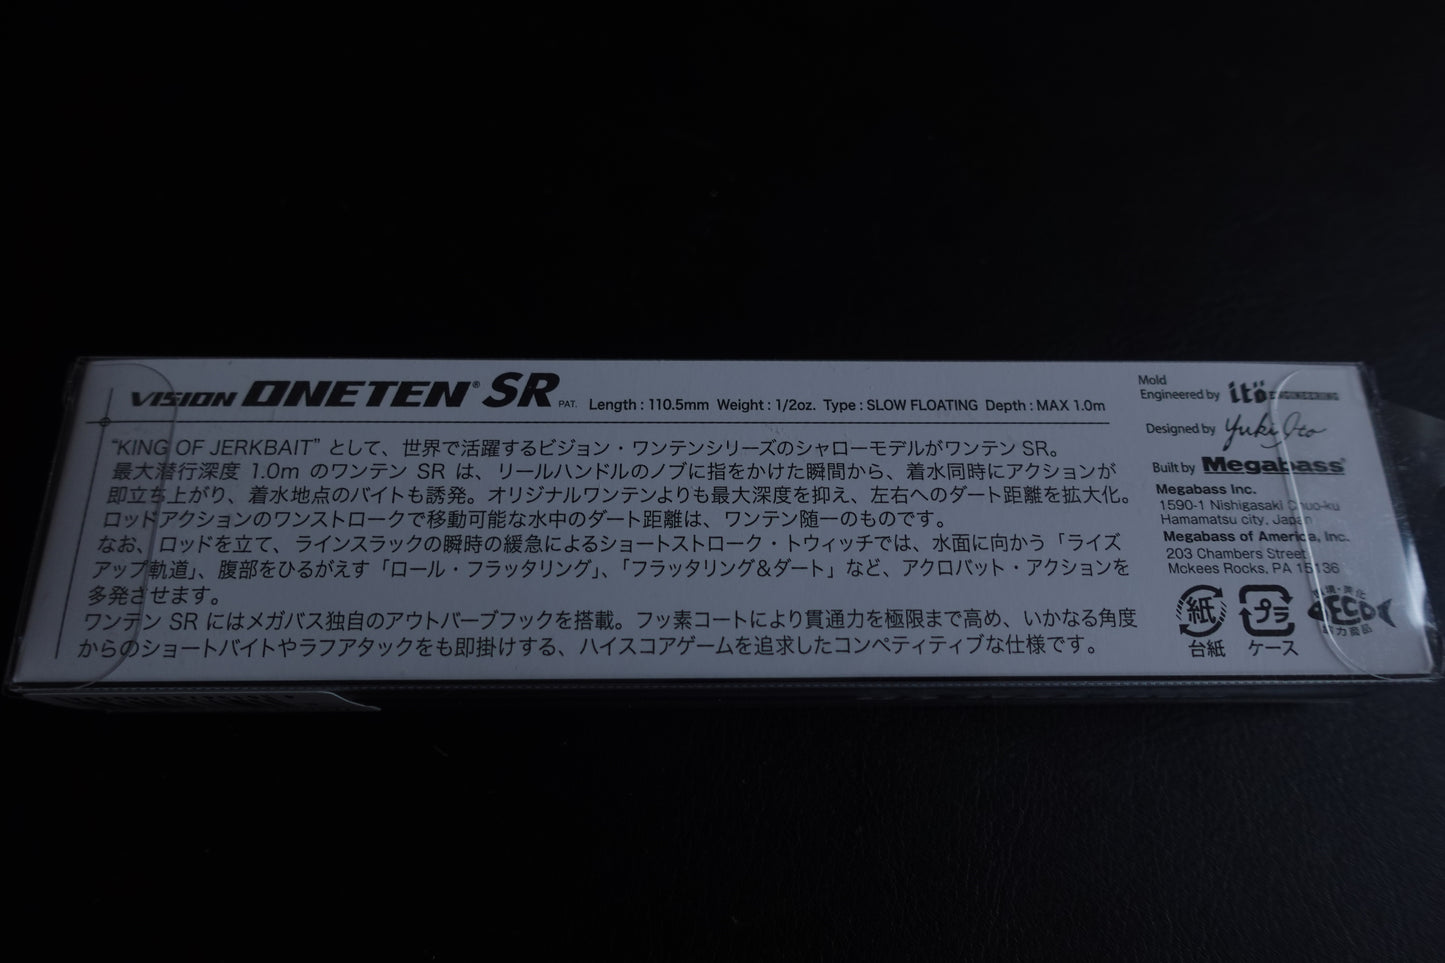 VISION ONETEN® SR PAT. Length : 110.5mm Weight : 1/2oz. Type : SLOW FLOATING Depth : MAX 1.0m
“KING OF JERKBAIT” として、世界で活躍するビジョン・ワンテンシリーズのシャローモデルがワンテン SR。
最大潜行深度 1.0m のワンテン SR は、リールハンドルのノブに指をかけた瞬間から、着水同時にアクションが
即立ち上がり、着水地点のバイトも誘発。オリジナルワンテンよりも最大深度を抑え、左右へのダート距離を拡大化。
ロッドアクションのワンストロークで移動可能な水中のダート距離は、ワンテン随一のものです。
なお、ロッドを立て、ラインスラックの瞬時の緩急によるショートストローク・トウィッチでは、水面に向かう「ライズ
アップ軌道」、腹部をひるがえす「ロール・フラッタリング」、「フラッタリング&ダート」など、アクロバット・アクションを
多発させます。
ワンテン SR にはメガバス独自のアウトバーブフックを搭載。フッ素コートにより貫通力を極限まで高め、いかなる角度
からのショートバイトやラフアタックをも即掛けする、ハイスコアゲームを追求したコンペティティブな仕様です。
Mold
Engineered by itö ENGINEERING
Designed by Yuki Ito
Built by Megabass
Megabass Inc.
1590-1 Nishigasaki Chuo-ku
Hamamatsu city, Japan
Megabass of America, Inc.
203 Chambers Street
Mckees Rocks, PA 15136
紙 プラ ECO
台紙 ケース